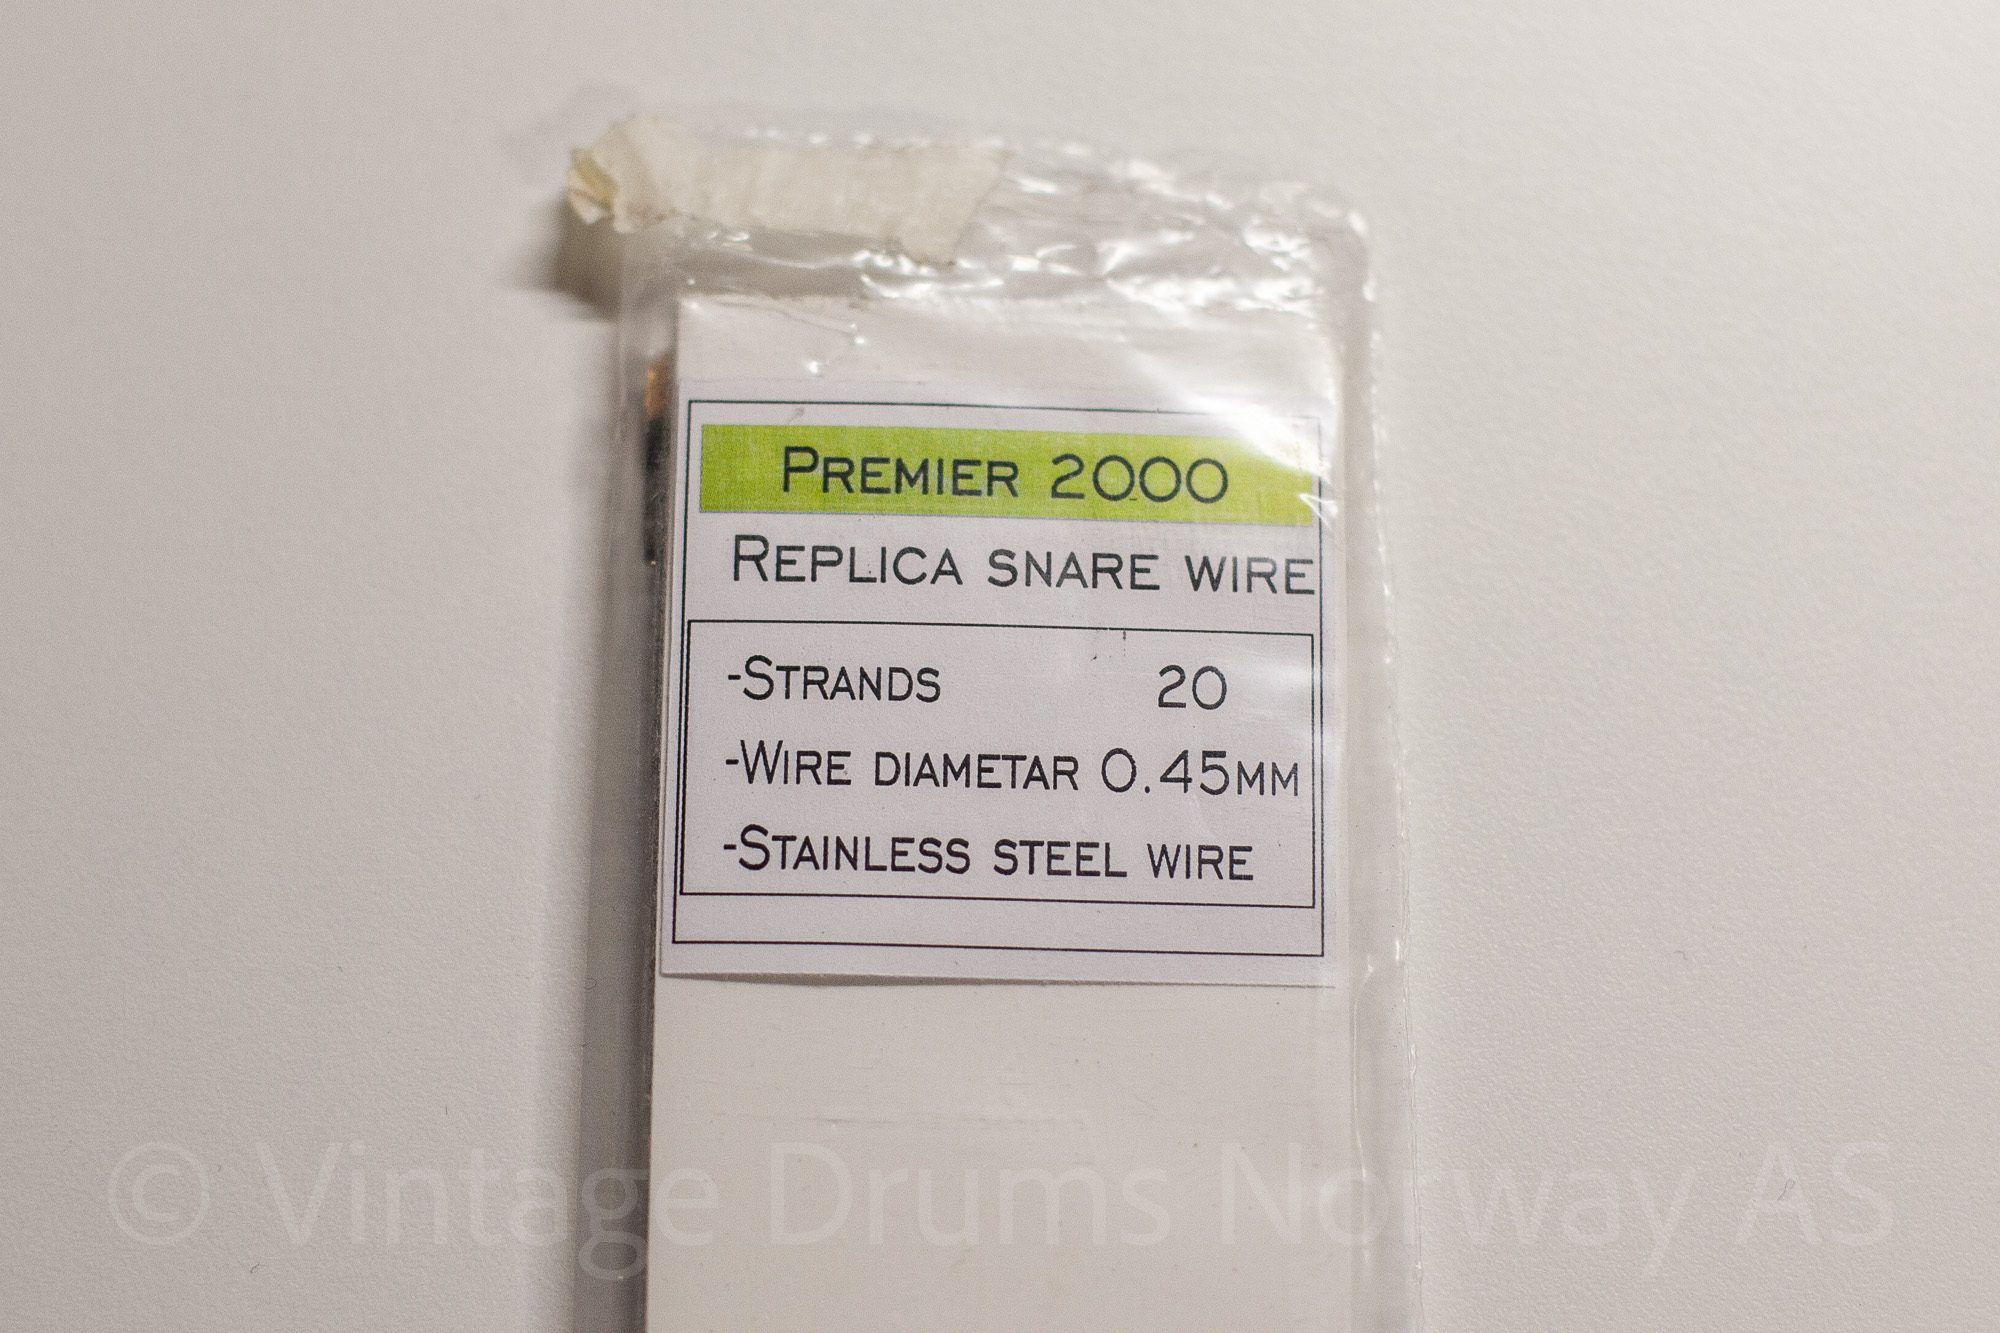 Premier 2000
Replica snare wire
-Strands 20
-Wire diametar 0.45mm
-Stainless steel wire
© Vintage Drums Norway AS